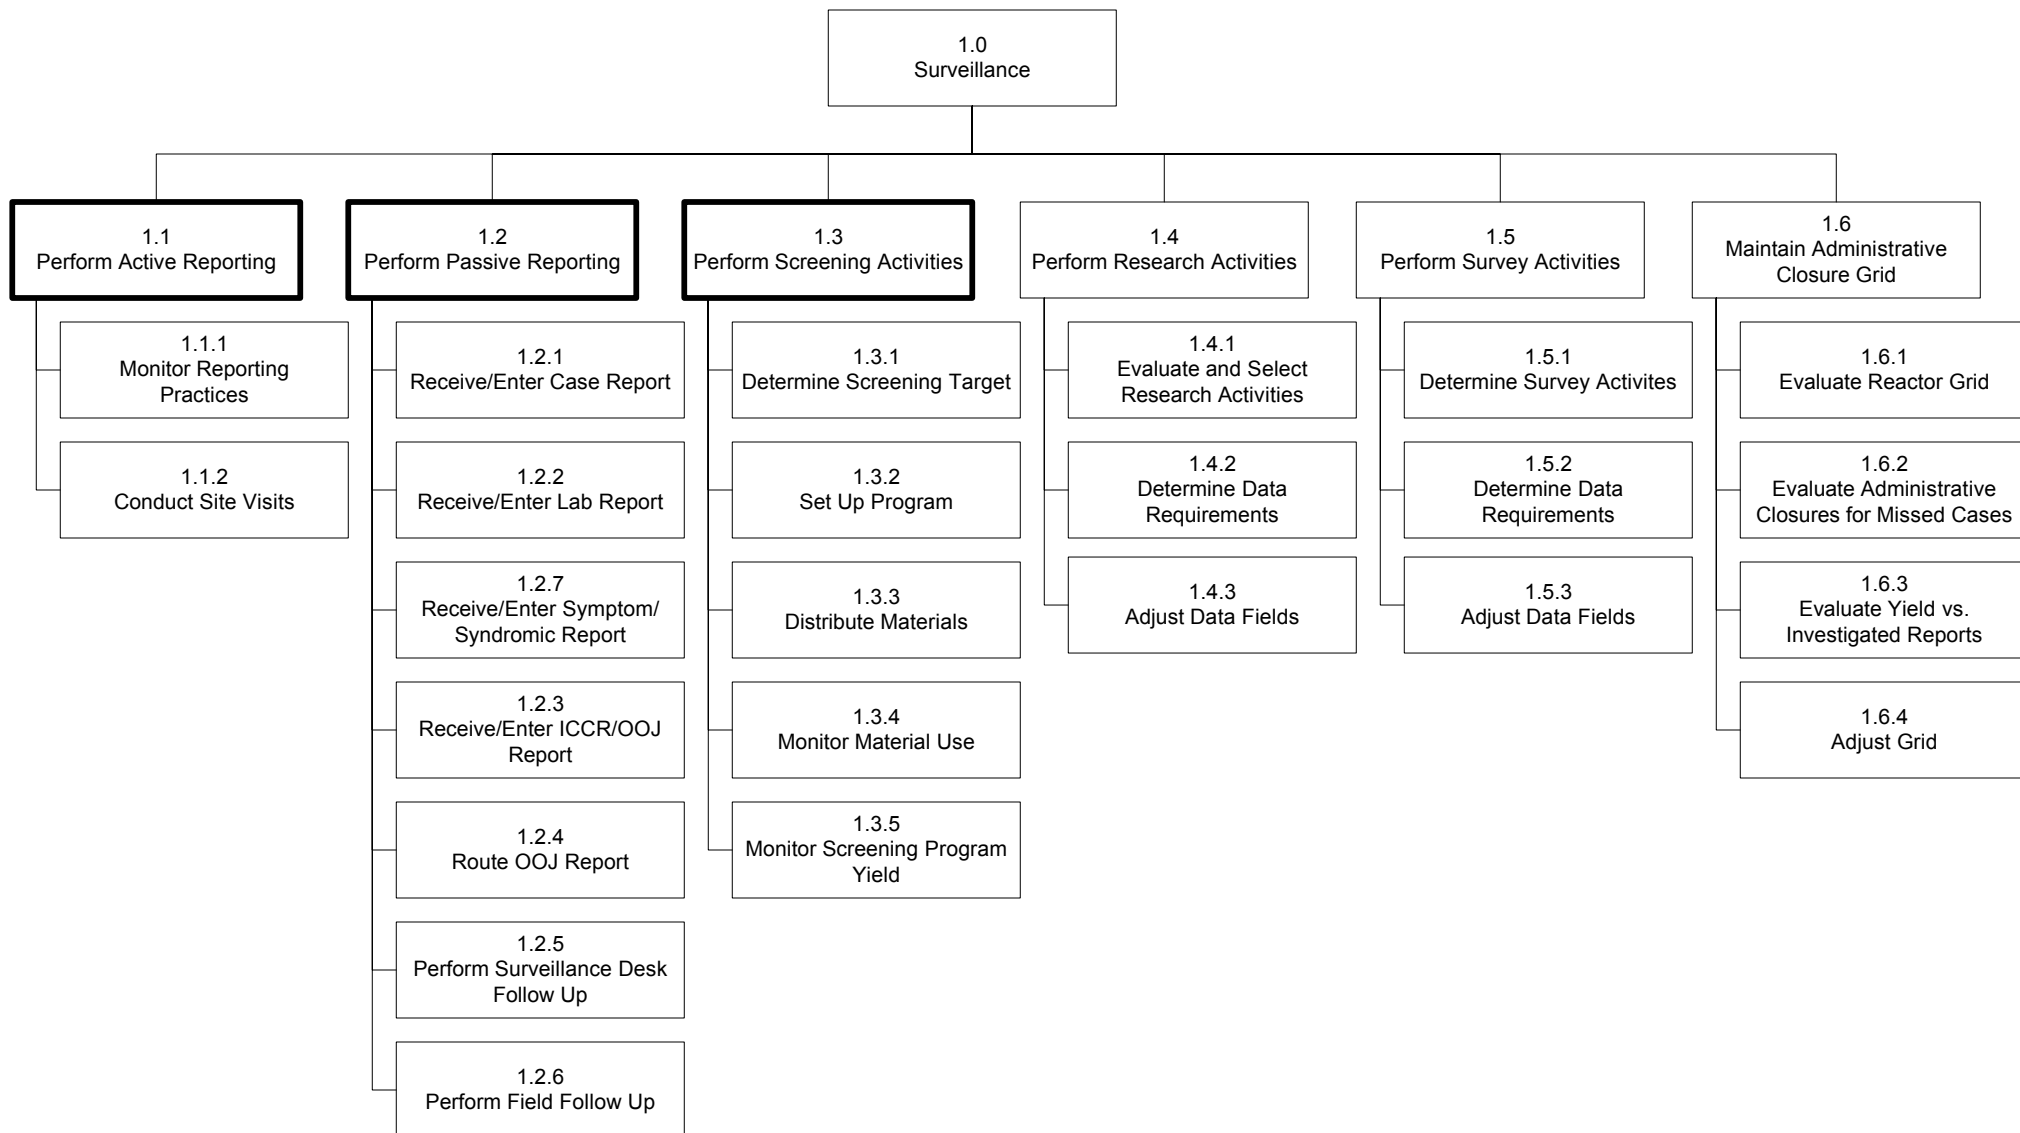 1.0
Surveillance
1.1
Perform Active Reporting
1.1.1
Monitor Reporting
Practices
1.1.2
Conduct Site Visits
1.2
Perform Passive Reporting
1.2.1
Receive/Enter Case Report
1.2.2
Receive/Enter Lab Report
1.2.7
Receive/Enter Symptom/
Syndromic Report
1.2.3
Receive/Enter ICCR/OOJ
Report
1.2.4
Route OOJ Report
1.2.5
Perform Surveillance Desk
Follow Up
1.2.6
Perform Field Follow Up
1.3
Perform Screening Activities
1.3.1
Determine Screening Target
1.3.2
Set Up Program
1.3.3
Distribute Materials
1.3.4
Monitor Material Use
1.3.5
Monitor Screening Program
Yield
1.4
Perform Research Activities
1.4.1
Evaluate and Select
Research Activities
1.4.2
Determine Data
Requirements
1.4.3
Adjust Data Fields
1.5
Perform Survey Activities
1.5.1
Determine Survey Activites
1.5.2
Determine Data
Requirements
1.5.3
Adjust Data Fields
1.6
Maintain Administrative
Closure Grid
1.6.1
Evaluate Reactor Grid
1.6.2
Evaluate Administrative
Closures for Missed Cases
1.6.3
Evaluate Yield vs.
Investigated Reports
1.6.4
Adjust Grid